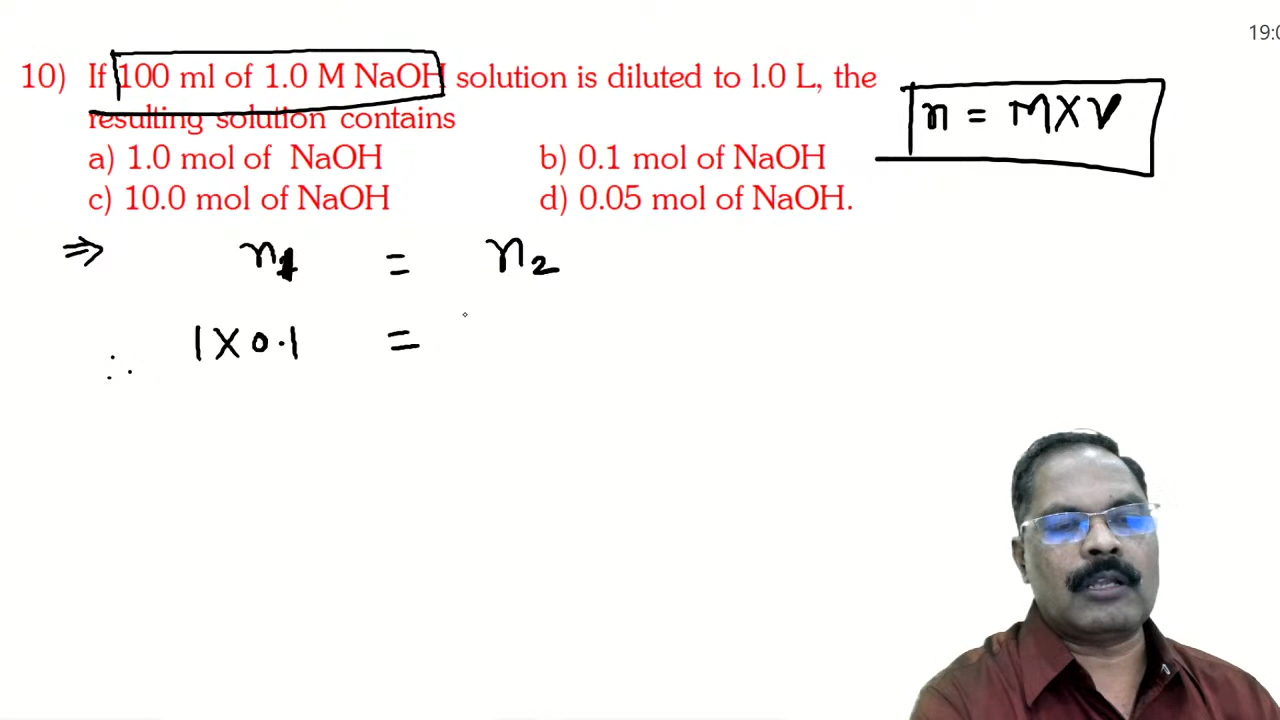 19:0
10) If 100 ml of 1.0 M NaOH solution is diluted to l.0 L, the
resulting solution contains
n = M X V
a) 1.0 mol of NaOH b) 0.1 mol of NaOH
c) 10.0 mol of NaOH d) 0.05 mol of NaOH.
⇒ n1 = n2
∴ 1 X 0.1 =